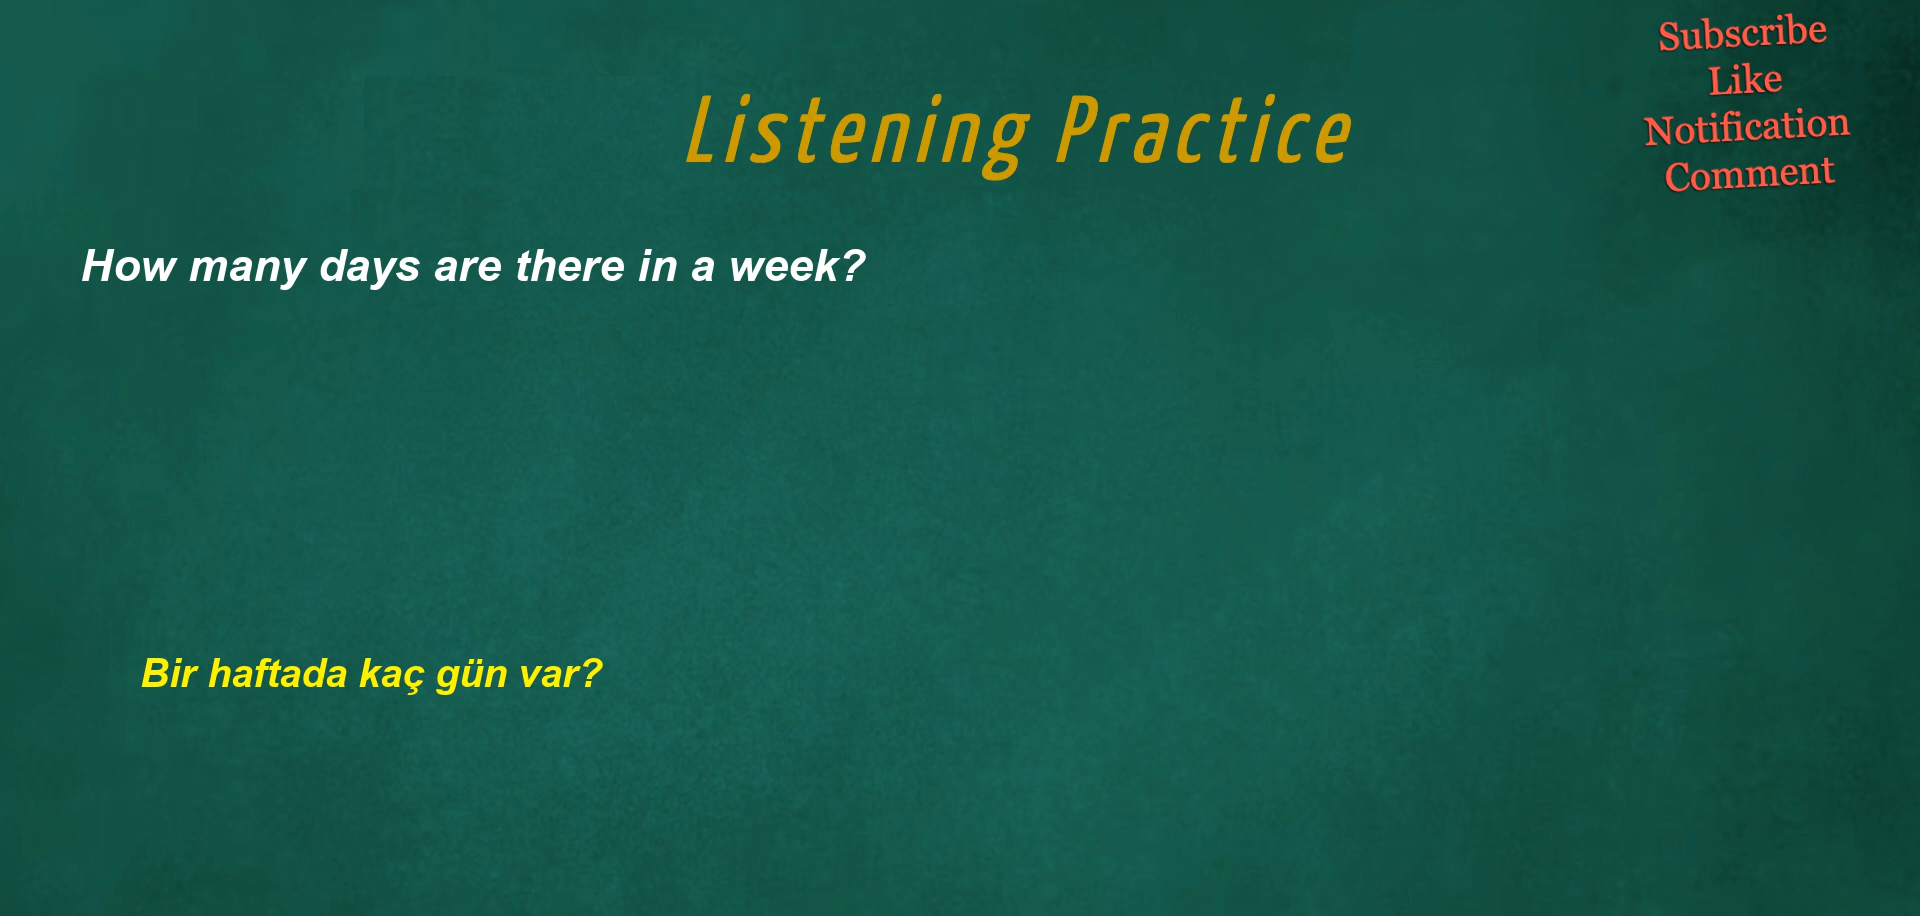 Subscribe
Like
Notification
Comment
Listening Practice
How many days are there in a week?
Bir haftada kaç gün var?